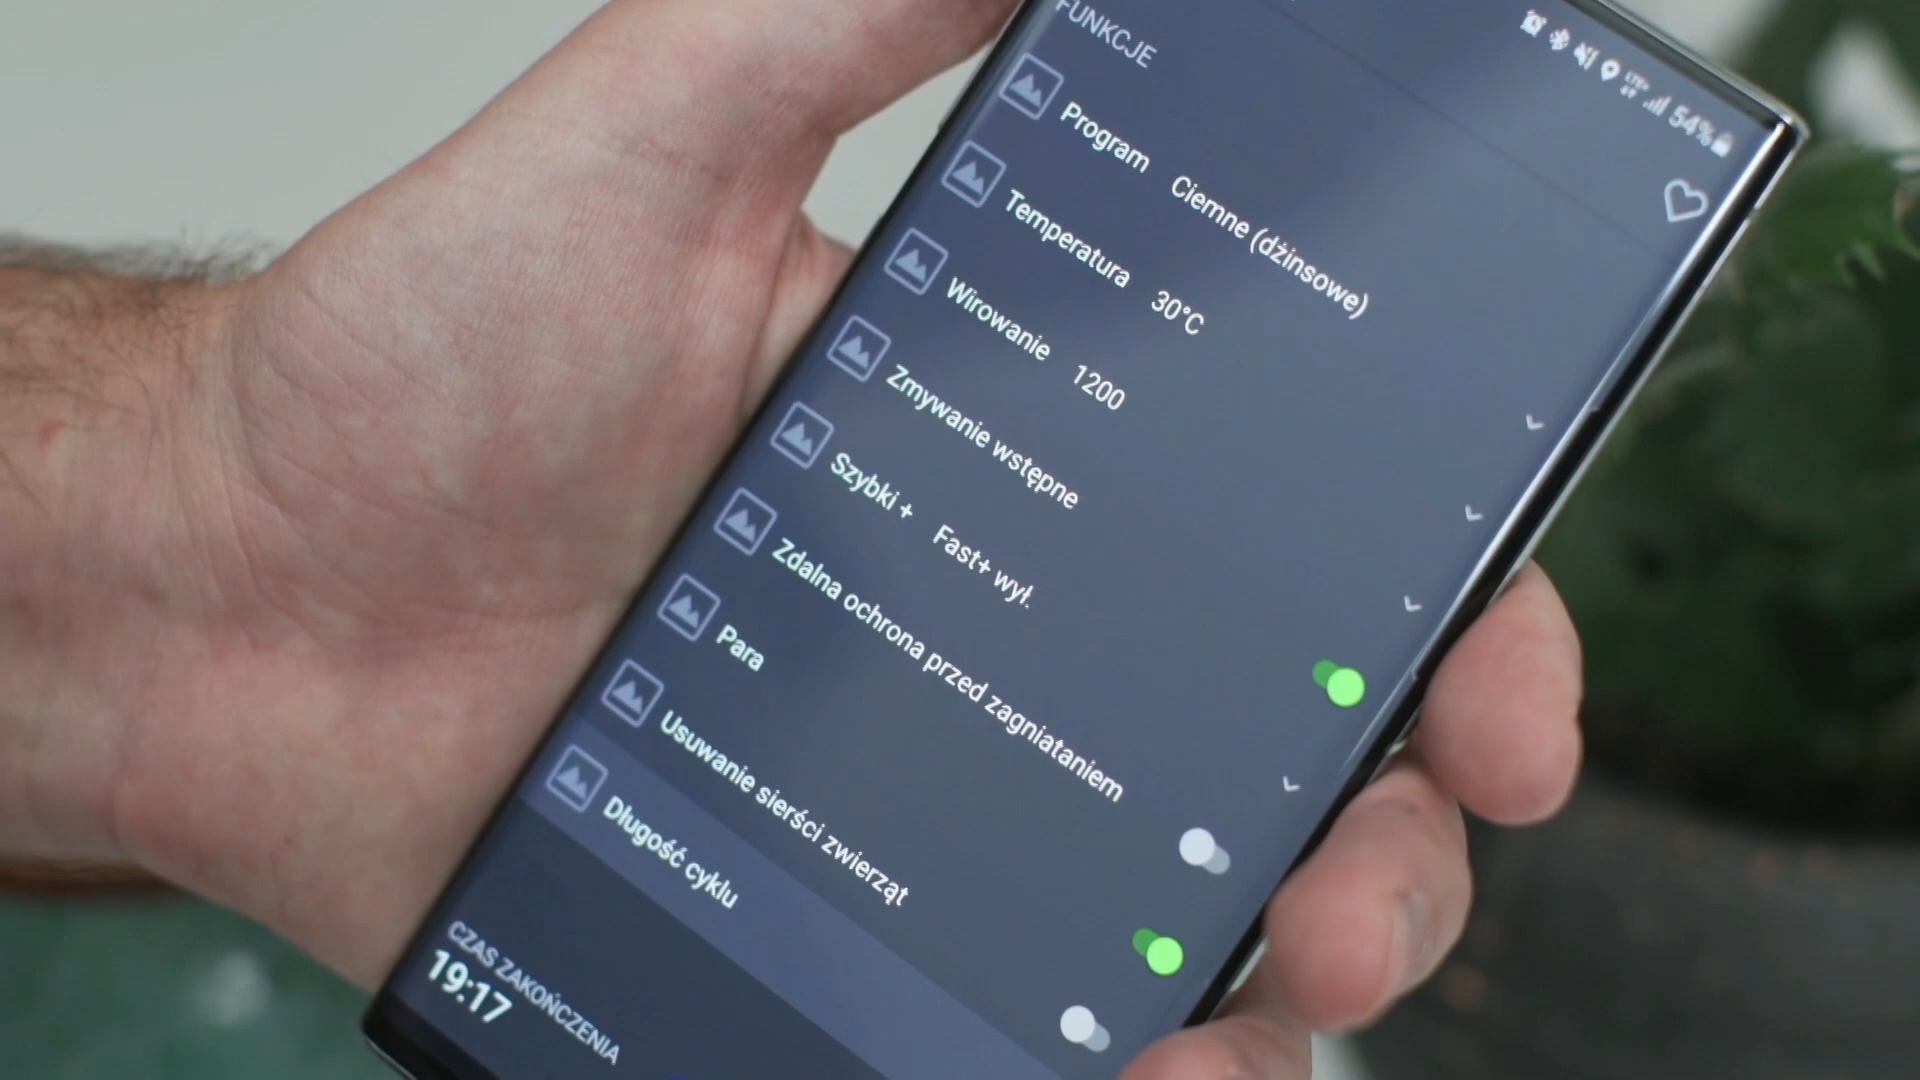 LTE+
54%
FUNKCJE
Program Ciemne (dżinsowe)
Temperatura 30°C
Wirowanie 1200
Zmywanie wstępne
Szybki + Fast+ wył.
Zdalna ochrona przed zagniataniem
Para
Usuwanie sierści zwierząt
Długość cyklu
CZAS ZAKOŃCZENIA
19:17